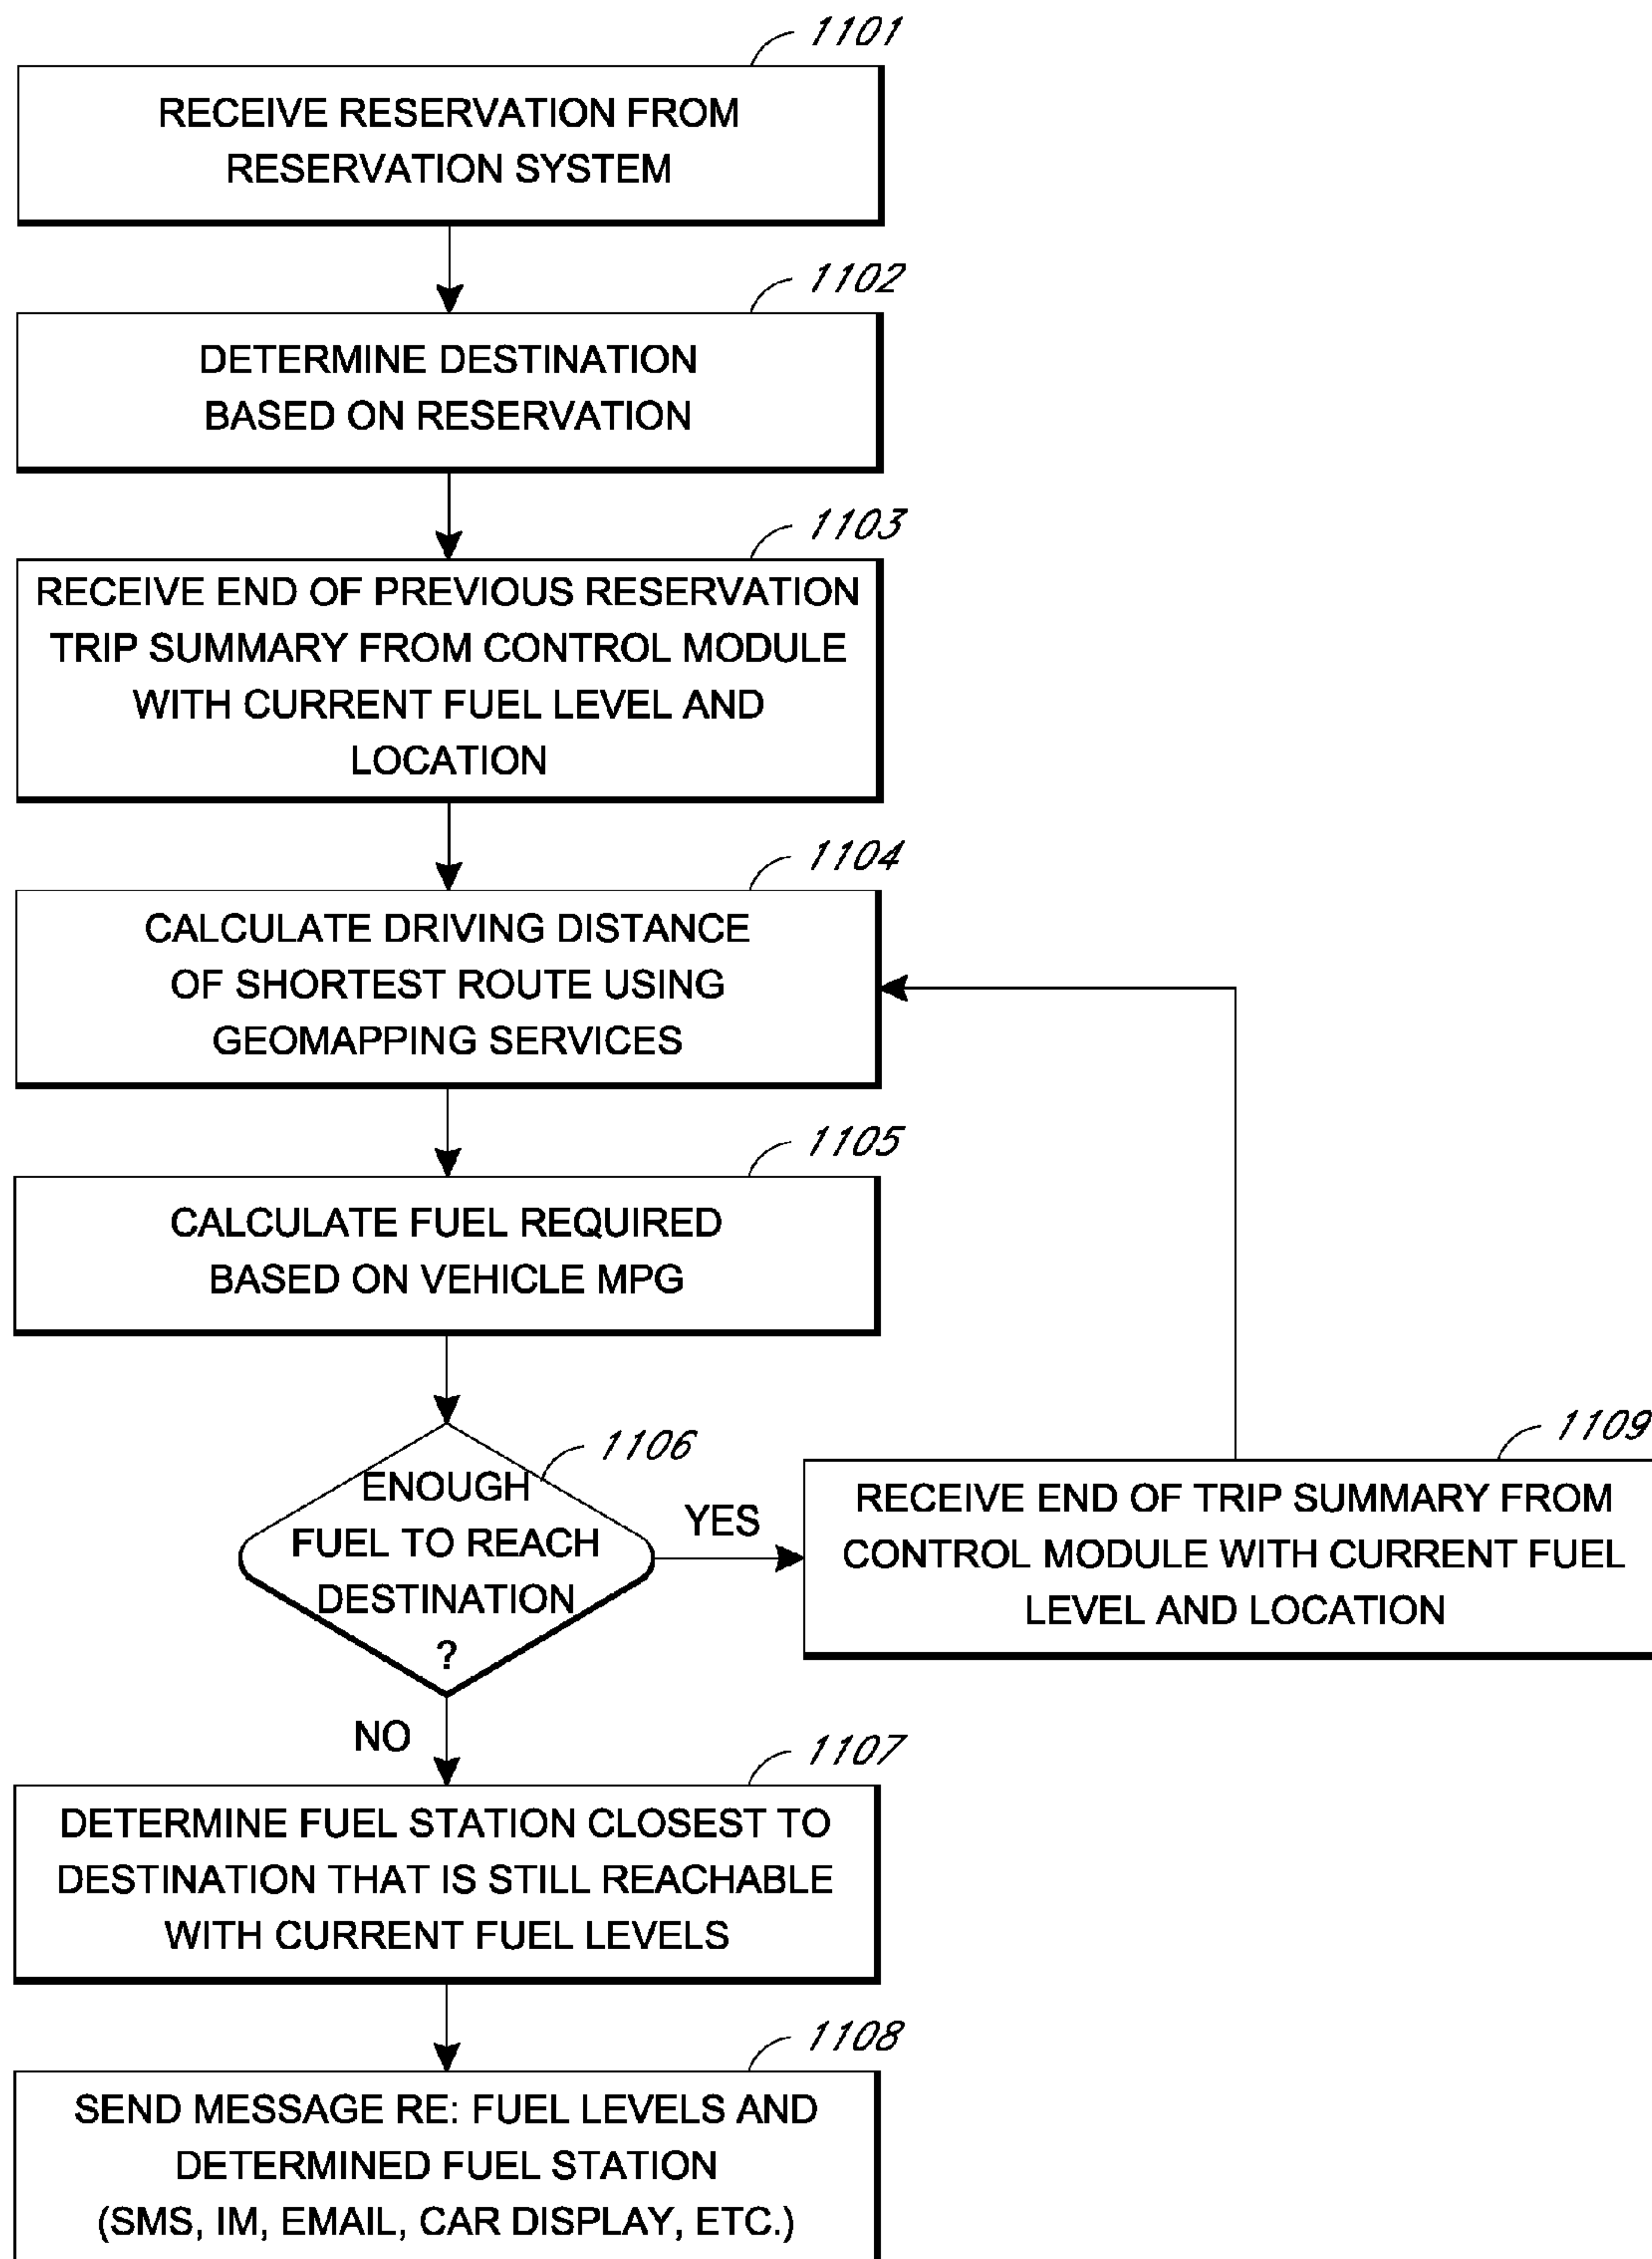 1101
RECEIVE RESERVATION FROM
RESERVATION SYSTEM
1102
DETERMINE DESTINATION
BASED ON RESERVATION
1103
RECEIVE END OF PREVIOUS RESERVATION
TRIP SUMMARY FROM CONTROL MODULE
WITH CURRENT FUEL LEVEL AND
LOCATION
1104
CALCULATE DRIVING DISTANCE
OF SHORTEST ROUTE USING
GEOMAPPING SERVICES
1105
CALCULATE FUEL REQUIRED
BASED ON VEHICLE MPG
1106
ENOUGH
FUEL TO REACH
DESTINATION
?
YES
1109
RECEIVE END OF TRIP SUMMARY FROM
CONTROL MODULE WITH CURRENT FUEL
LEVEL AND LOCATION
NO
1107
DETERMINE FUEL STATION CLOSEST TO
DESTINATION THAT IS STILL REACHABLE
WITH CURRENT FUEL LEVELS
1108
SEND MESSAGE RE: FUEL LEVELS AND
DETERMINED FUEL STATION
(SMS, IM, EMAIL, CAR DISPLAY, ETC.)